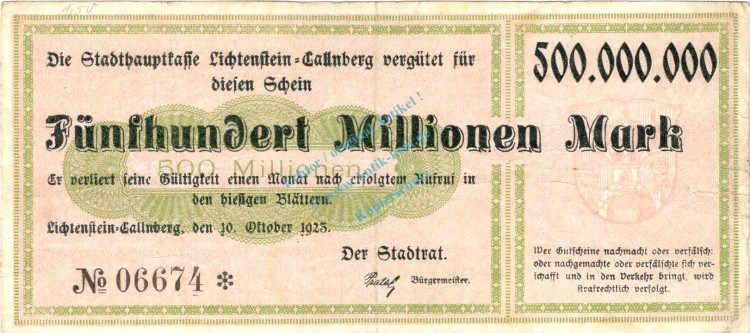 1,50
Die Stadthauptkasse Lichtenstein-Callnberg vergütet für
diesen Schein
500.000.000
Fünfhundert Millionen Mark
500 Millionen
Er verliert seine Gültigkeit einen Monat nach erfolgtem Aufruf in
den hiesigen Blättern.
Lichtenstein-Callnberg, den 10. Oktober 1923.
Der Stadtrat.
Bürgermeister.
№ 06674 *
Wer Gutscheine nachmacht oder verfälscht
oder nachgemachte oder verfälschte sich ver-
schafft und in den Verkehr bringt, wird
strafrechtlich verfolgt.